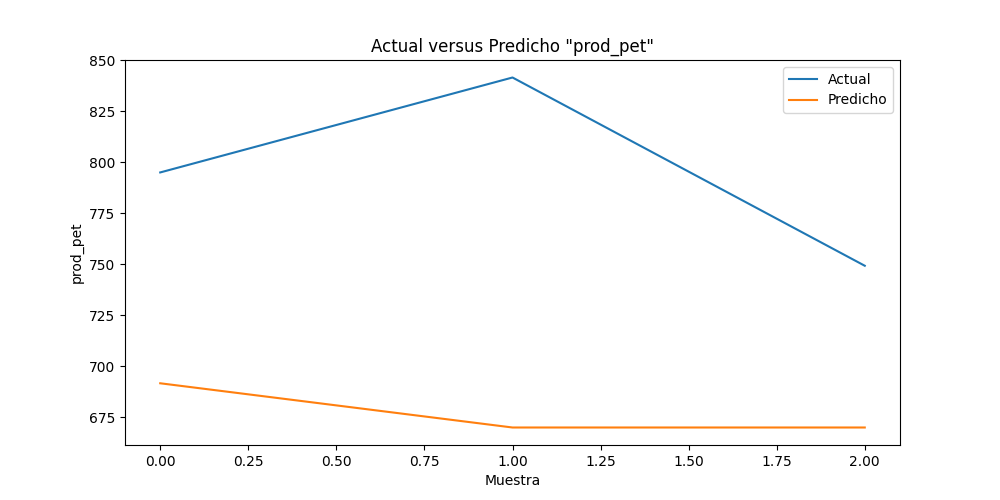 Actual versus Predicho "prod_pet"
850
825
800
775
750
725
700
675
prod_pet
Actual
Predicho
0.00 0.25 0.50 0.75 1.00 1.25 1.50 1.75 2.00
Muestra